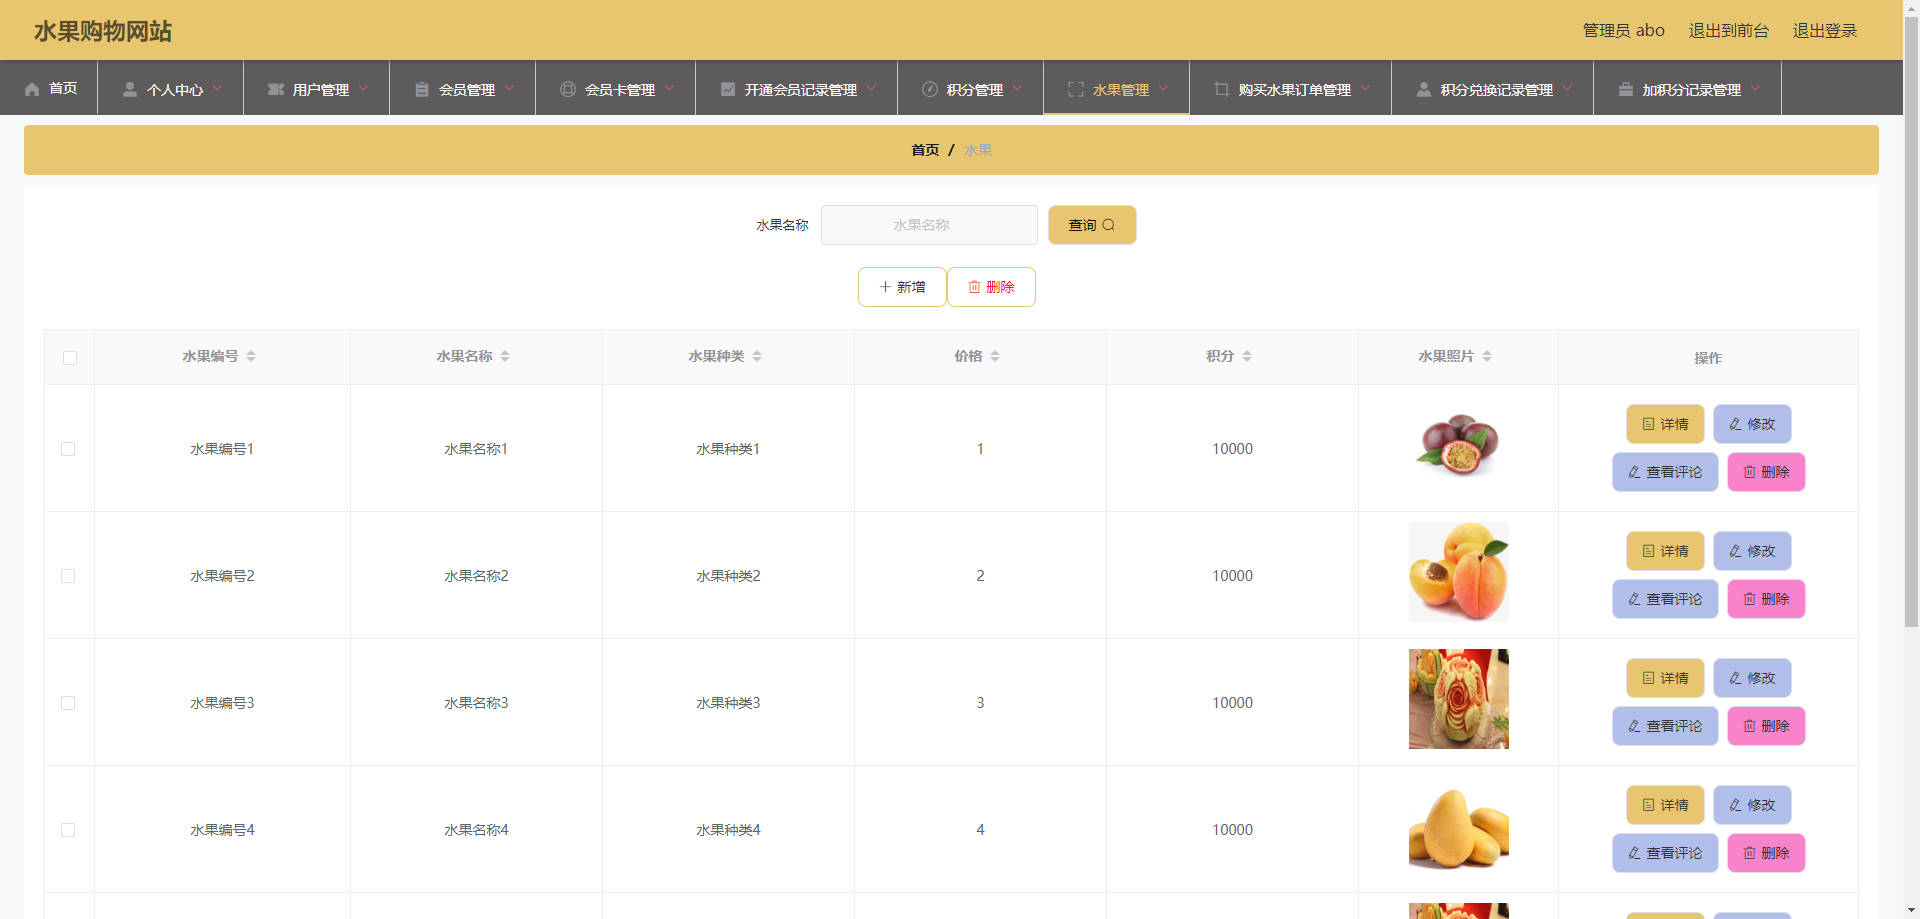 水果购物网站
管理员 abo 退出到前台 退出登录
首页 个人中心 用户管理 会员管理 会员卡管理 开通会员记录管理 积分管理 水果管理 购买水果订单管理 积分兑换记录管理 加积分记录管理
首页 / 水果
水果名称 水果名称 查询
新增 删除
水果编号 水果名称 水果种类 价格 积分 水果照片 操作
详情 修改
水果编号1 水果名称1 水果种类1 1 10000
查看评论 删除
详情 修改
水果编号2 水果名称2 水果种类2 2 10000
查看评论 删除
详情 修改
水果编号3 水果名称3 水果种类3 3 10000
查看评论 删除
详情 修改
水果编号4 水果名称4 水果种类4 4 10000
查看评论 删除